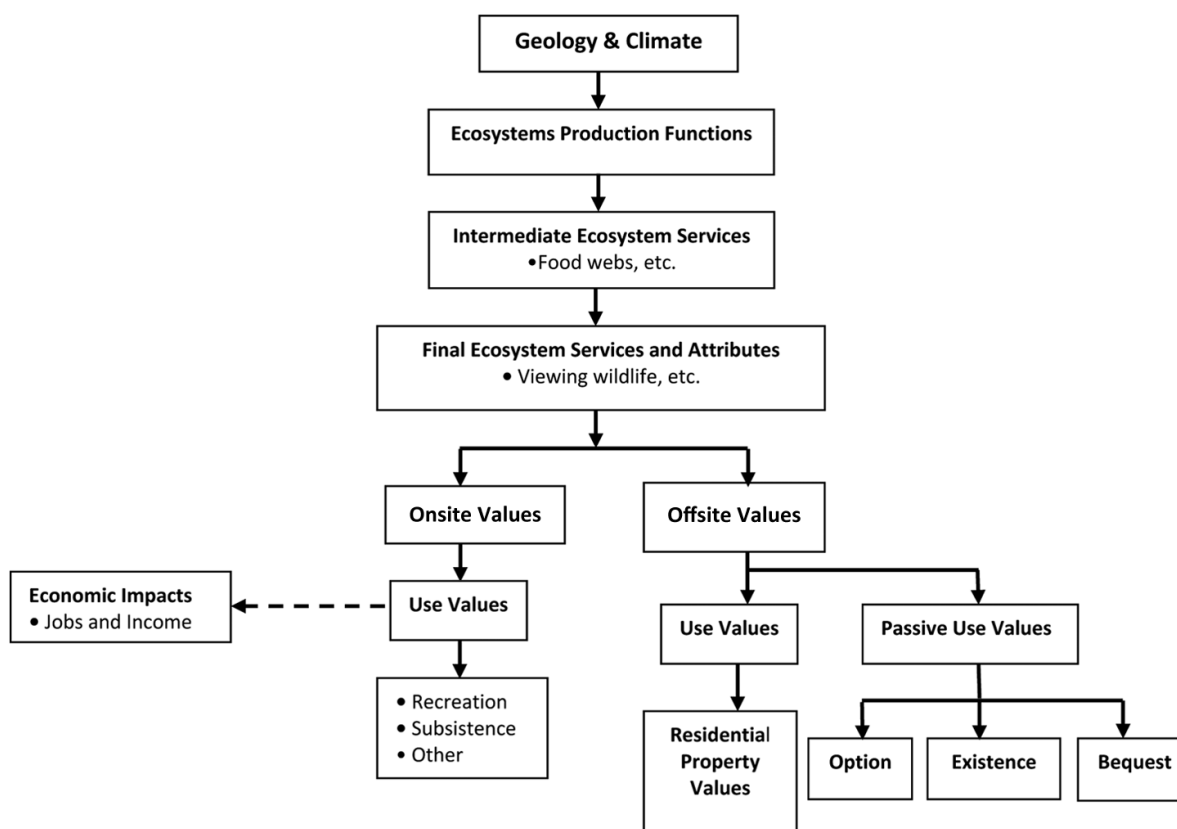 Geology & Climate
Ecosystems Production Functions
Intermediate Ecosystem Services
•Food webs, etc.
Final Ecosystem Services and Attributes
• Viewing wildlife, etc.
Onsite Values
Offsite Values
Economic Impacts
• Jobs and Income
Use Values
Use Values
Passive Use Values
• Recreation
• Subsistence
• Other
Residential
Property
Values
Option
Existence
Bequest